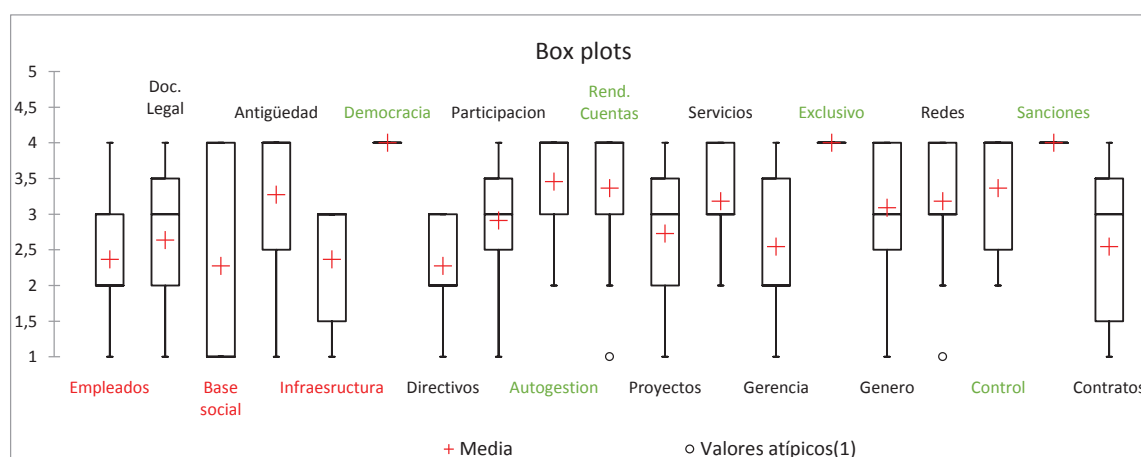 Box plots
5
4,5
4
3,5
3
2,5
2
1,5
1
Doc.
Legal
Antigüedad
Democracia
Participacion
Rend.
Cuentas
Servicios
Exclusivo
Redes
Sanciones
Empleados
Base
social
Infraesructura
Directivos
Autogestion
Proyectos
Gerencia
Genero
Control
Contratos
+ Media
Valores atípicos(1)